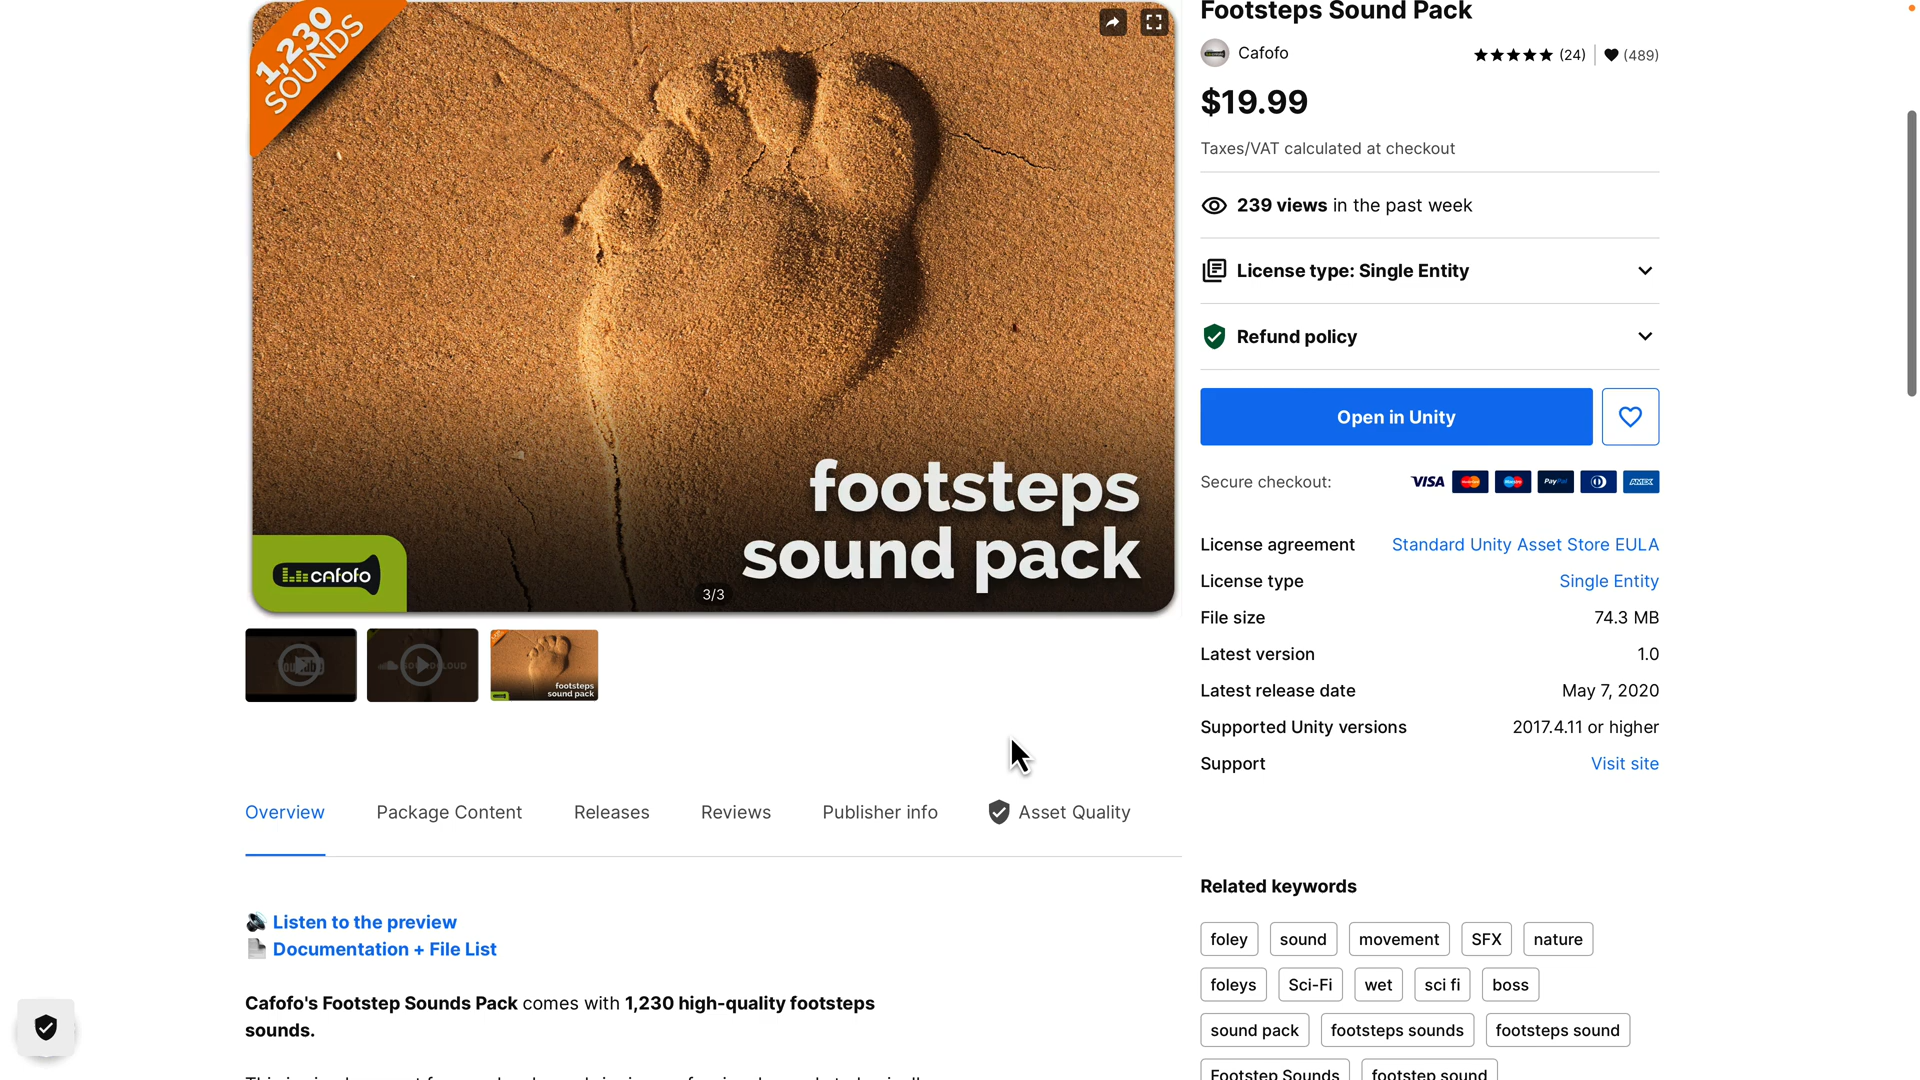 Footsteps Sound Pack
Cafofo
(24)
(489)
$19.99
Taxes/VAT calculated at checkout
239 views in the past week
License type: Single Entity
Refund policy
Open in Unity
Secure checkout:
VISA
PayPal
AMEX
License agreement
Standard Unity Asset Store EULA
License type
Single Entity
File size
74.3 MB
Latest version
1.0
Latest release date
May 7, 2020
Supported Unity versions
2017.4.11 or higher
Support
Visit site
1,230
SOUNDS
footsteps
sound pack
cafofo
3/3
footsteps
sound pack
Overview
Package Content
Releases
Reviews
Publisher info
Asset Quality
Listen to the preview
Documentation + File List
Cafofo's Footstep Sounds Pack comes with 1,230 high-quality footsteps
sounds.
Related keywords
foley
sound
movement
SFX
nature
foleys
Sci-Fi
wet
sci fi
boss
sound pack
footsteps sounds
footsteps sound
Footstep Sounds
footstep sound